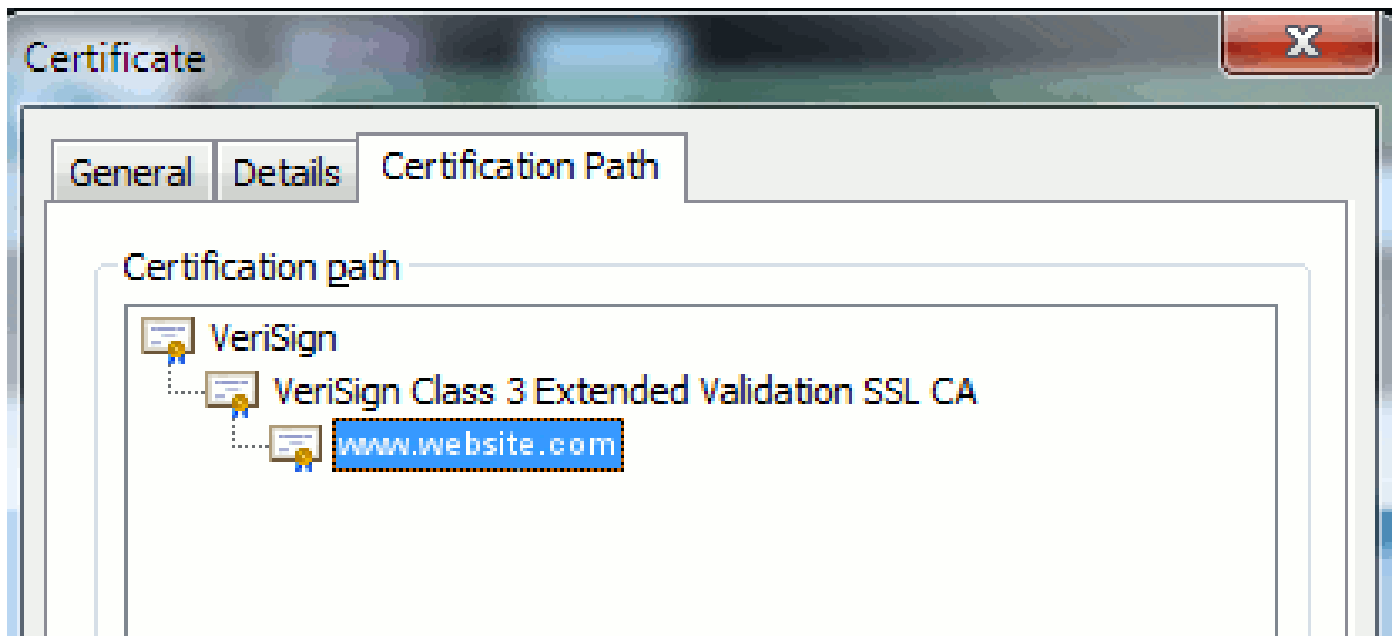 Certificate
General Details Certification Path
Certification path
VeriSign
VeriSign Class 3 Extended Validation SSL CA
www.website.com